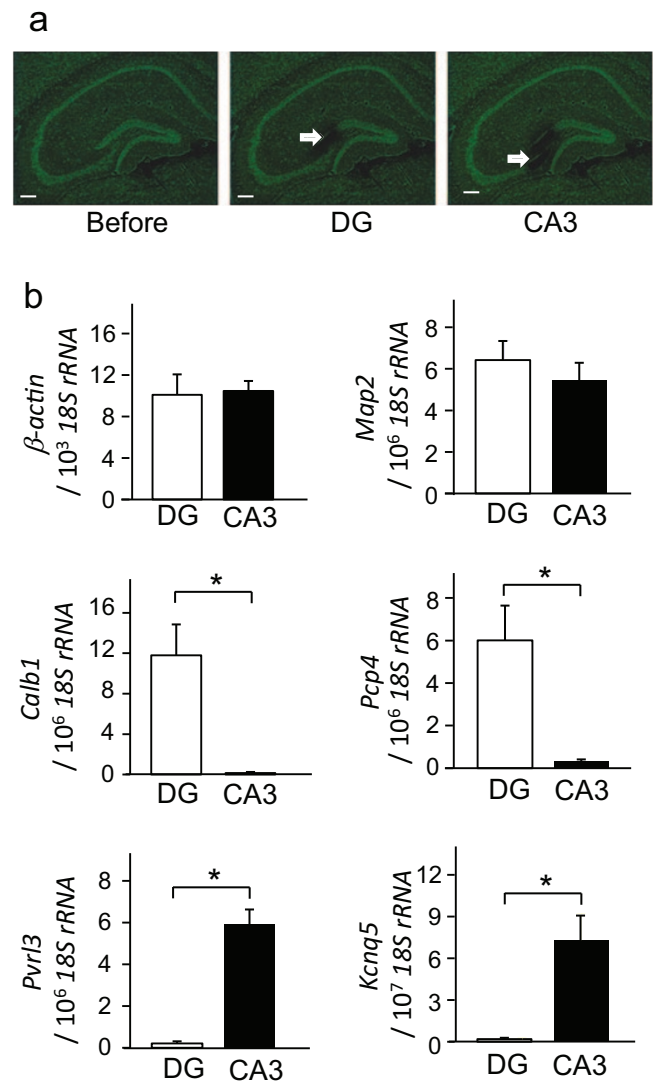 a
Before
DG
CA3
b
β-actin
/ 10³ 18S rRNA
16
12
8
4
0
DG
CA3
Map2
/ 10⁶ 18S rRNA
8
6
4
2
0
DG
CA3
Calb1
/ 10⁶ 18S rRNA
16
12
8
4
0
*
DG
CA3
Pcp4
/ 10⁶ 18S rRNA
8
6
4
2
0
*
DG
CA3
Pvrl3
/ 10⁶ 18S rRNA
8
6
4
2
0
*
DG
CA3
Kcnq5
/ 10⁷ 18S rRNA
12
9
6
3
0
*
DG
CA3